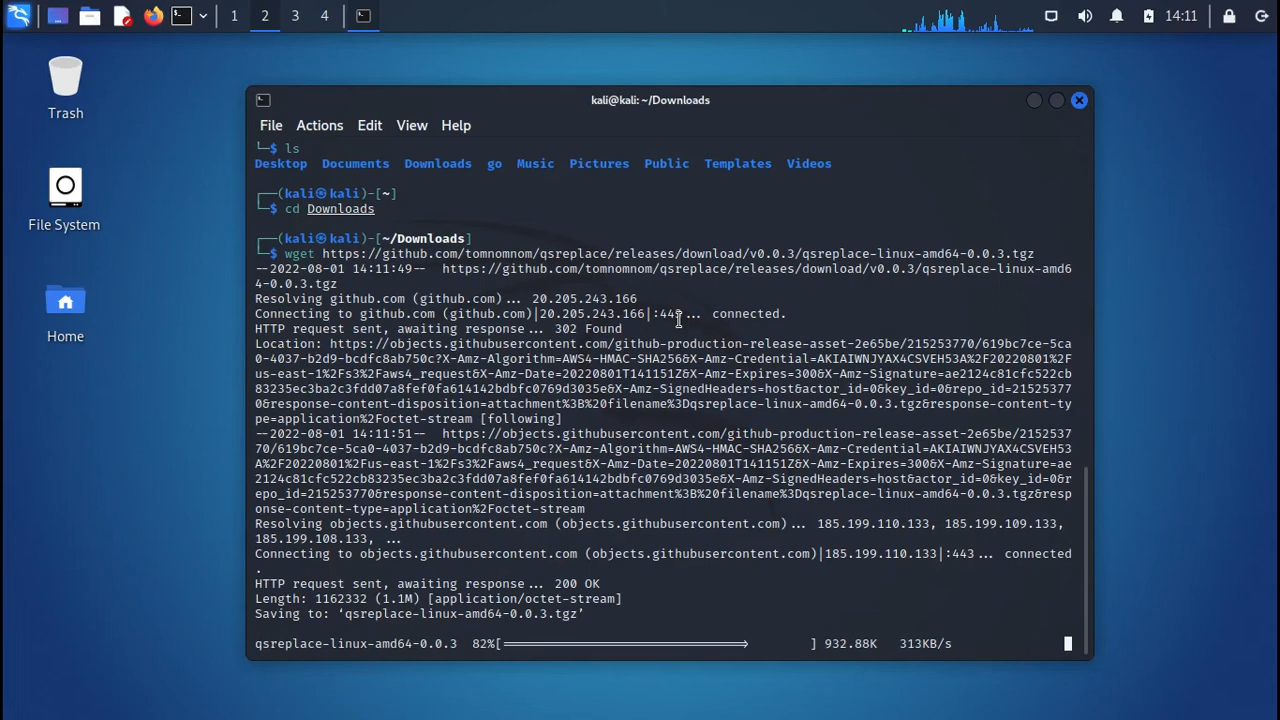 1 2 3 4 14:11
Trash
File System
Home
kali@kali: ~/Downloads
File Actions Edit View Help
└─$ ls
Desktop Documents Downloads go Music Pictures Public Templates Videos
┌──(kali㉿kali)-[~]
└─$ cd Downloads
┌──(kali㉿kali)-[~/Downloads]
└─$ wget https://github.com/tomnomnom/qsreplace/releases/download/v0.0.3/qsreplace-linux-amd64-0.0.3.tgz
--2022-08-01 14:11:49-- https://github.com/tomnomnom/qsreplace/releases/download/v0.0.3/qsreplace-linux-amd6
4-0.0.3.tgz
Resolving github.com (github.com)... 20.205.243.166
Connecting to github.com (github.com)|20.205.243.166|:443... connected.
HTTP request sent, awaiting response... 302 Found
Location: https://objects.githubusercontent.com/github-production-release-asset-2e65be/215253770/619bc7ce-5ca
0-4037-b2d9-bcdfc8ab750c?X-Amz-Algorithm=AWS4-HMAC-SHA256&X-Amz-Credential=AKIAIWNJYAX4CSVEH53A%2F20220801%2F
us-east-1%2Fs3%2Faws4_request&X-Amz-Date=20220801T141151Z&X-Amz-Expires=300&X-Amz-Signature=ae2124c81cfc522cb
83235ec3ba2c3dd07a8fef0fa614142bdbfc0769d3035e&X-Amz-SignedHeaders=host&actor_id=0&key_id=0&repo_id=21525377
0&response-content-disposition=attachment%3B%20filename%3Dqsreplace-linux-amd64-0.0.3.tgz&response-content-ty
pe=application%2Foctet-stream [following]
--2022-08-01 14:11:51-- https://objects.githubusercontent.com/github-production-release-asset-2e65be/2152537
70/619bc7ce-5ca0-4037-b2d9-bcdfc8ab750c?X-Amz-Algorithm=AWS4-HMAC-SHA256&X-Amz-Credential=AKIAIWNJYAX4CSVEH53
A%2F20220801%2Fus-east-1%2Fs3%2Faws4_request&X-Amz-Date=20220801T141151Z&X-Amz-Expires=300&X-Amz-Signature=ae
2124c81cfc522cb83235ec3ba2c3dd07a8fef0fa614142bdbfc0769d3035e&X-Amz-SignedHeaders=host&actor_id=0&key_id=0&r
epo_id=215253770&response-content-disposition=attachment%3B%20filename%3Dqsreplace-linux-amd64-0.0.3.tgz&resp
onse-content-type=application%2Foctet-stream
Resolving objects.githubusercontent.com (objects.githubusercontent.com)... 185.199.110.133, 185.199.109.133,
185.199.108.133, ...
Connecting to objects.githubusercontent.com (objects.githubusercontent.com)|185.199.110.133|:443... connected
.
HTTP request sent, awaiting response... 200 OK
Length: 1162332 (1.1M) [application/octet-stream]
Saving to: ‘qsreplace-linux-amd64-0.0.3.tgz’
qsreplace-linux-amd64-0.0.3 82%[==============================> ] 932.88K 313KB/s